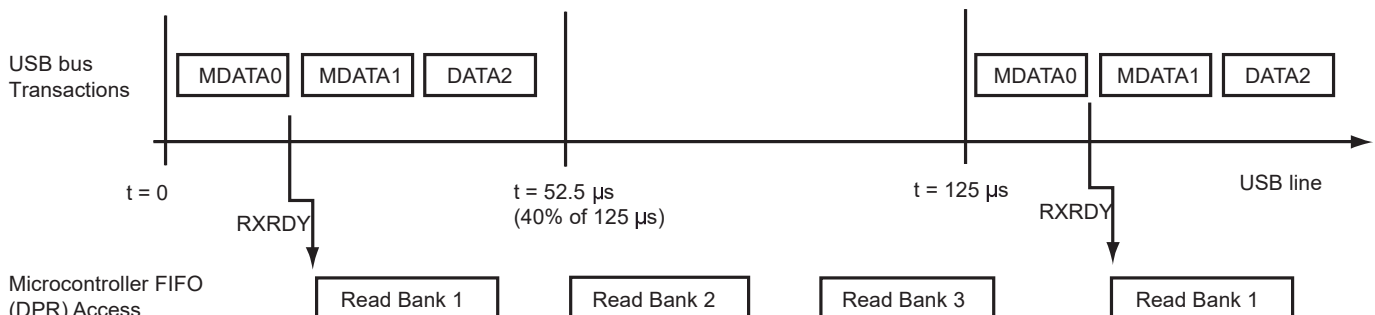 USB bus
Transactions
MDATA0 MDATA1 DATA2 MDATA0 MDATA1 DATA2
t = 0
t = 52.5 µs
(40% of 125 µs)
t = 125 µs
USB line
RXRDY
RXRDY
Microcontroller FIFO
(DPR) Access
Read Bank 1 Read Bank 2 Read Bank 3 Read Bank 1